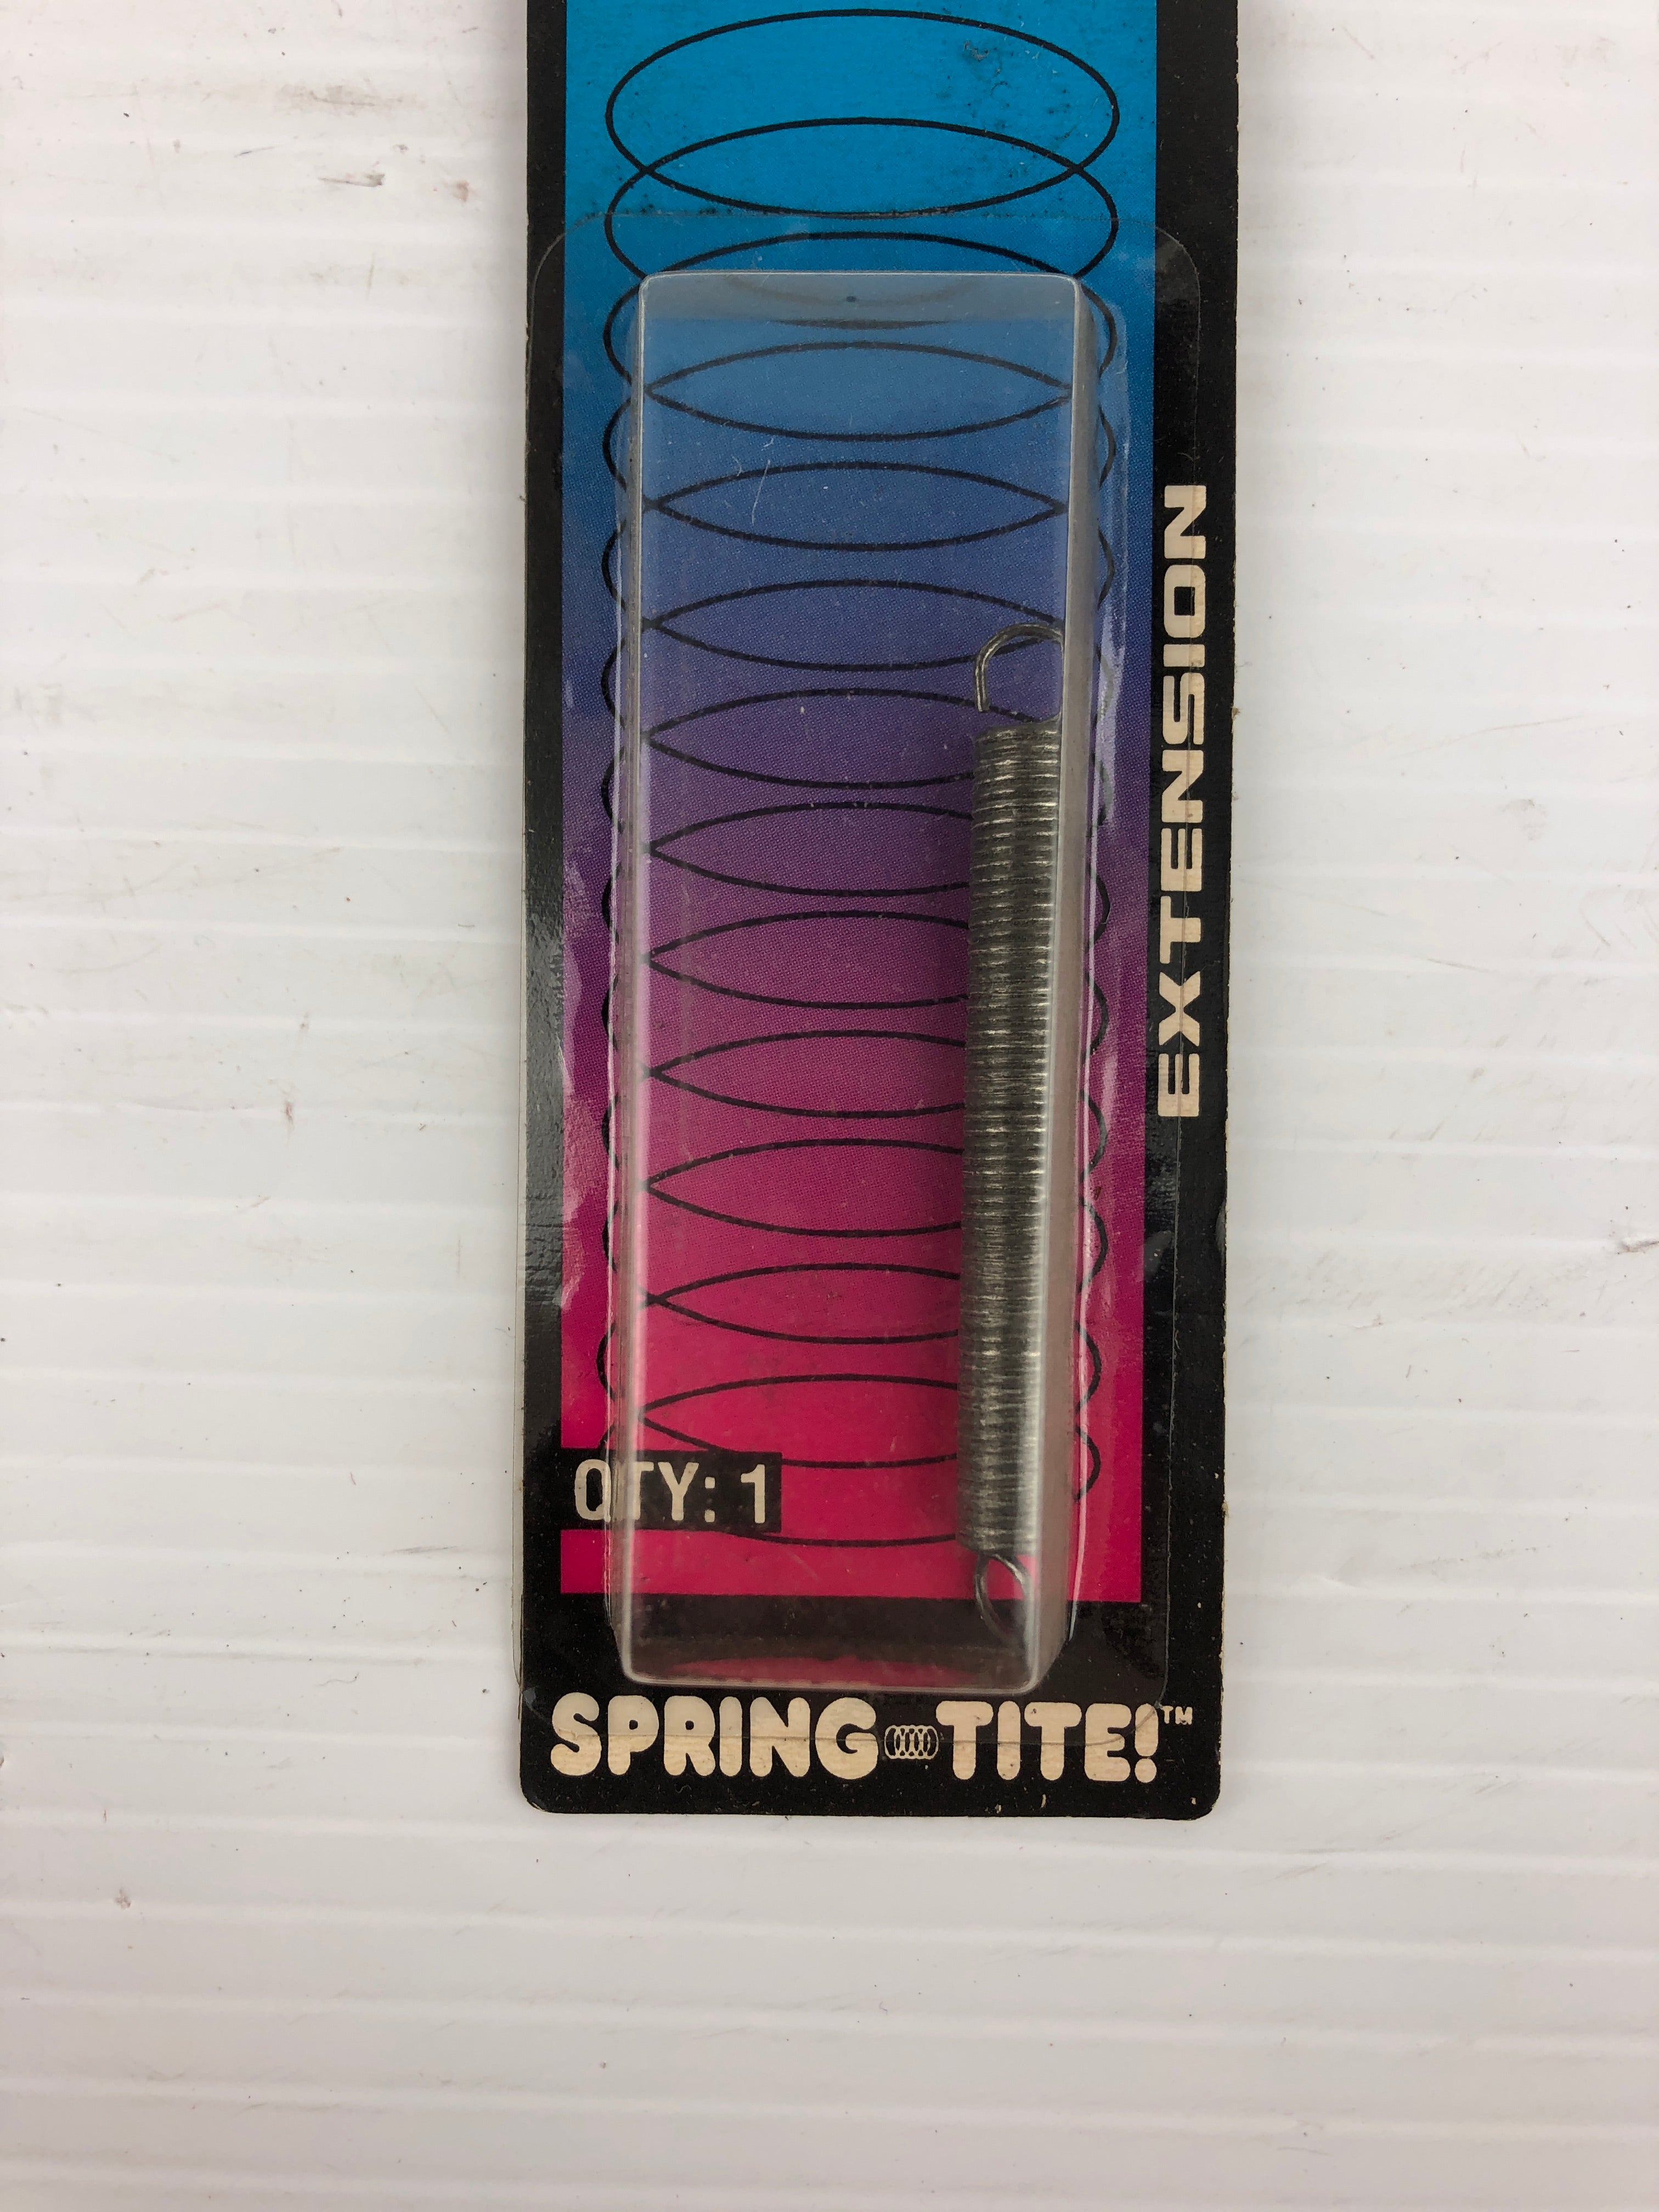 EXTENSION
QTY: 1
SPRING TITE!™